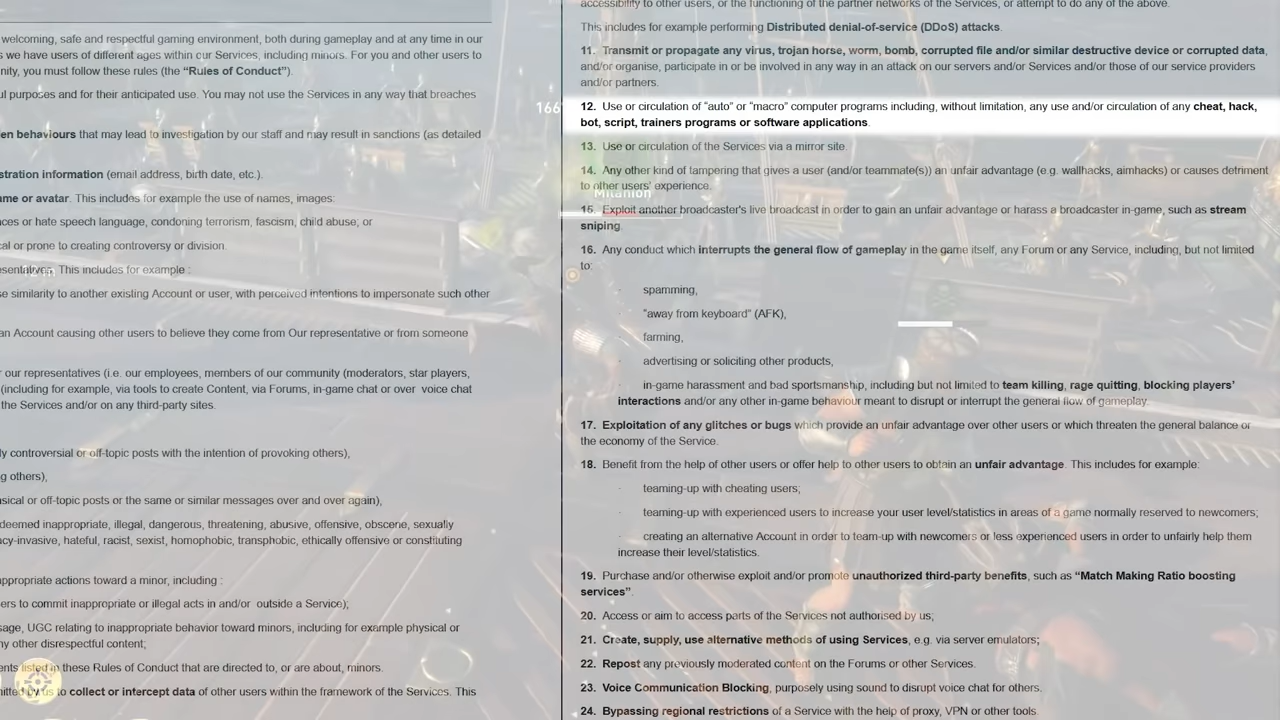 welcoming, safe and respectful gaming environment, both during gameplay and at any time in our
s we have users of different ages within our Services, including minors. For you and other users to
nity, you must follow these rules (the “Rules of Conduct”).
ul purposes and for their anticipated use. You may not use the Services in any way that breaches
en behaviours that may lead to investigation by our staff and may result in sanctions (as detailed
stration information (email address, birth date, etc.).
ame or avatar. This includes for example the use of names, images:
nces or hate speech language, condoning terrorism, fascism, child abuse; or
cal or prone to creating controversy or division.
esentatives. This includes for example :
se similarity to another existing Account or user, with perceived intentions to impersonate such other
an Account causing other users to believe they come from Our representative or from someone
r our representatives (i.e. our employees, members of our community (moderators, star players,
(including for example, via tools to create Content, via Forums, in-game chat or over voice chat
the Services and/or on any third-party sites.
ly controversial or off-topic posts with the intention of provoking others),
g others),
sical or off-topic posts or the same or similar messages over and over again),
deemed inappropriate, illegal, dangerous, threatening, abusive, offensive, obscene, sexually
cy-invasive, hateful, racist, sexist, homophobic, transphobic, ethically offensive or constituting
appropriate actions toward a minor, including :
ers to commit inappropriate or illegal acts in and/or outside a Service);
sage, UGC relating to inappropriate behavior toward minors, including for example physical or
ny other disrespectful content;
ents listed in these Rules of Conduct that are directed to, or are about, minors.
mitted by us to collect or intercept data of other users within the framework of the Services. This
accessibility to other users, or the functioning of the partner networks of the Services, or attempt to do any of the above.
This includes for example performing Distributed denial-of-service (DDoS) attacks.
11. Transmit or propagate any virus, trojan horse, worm, bomb, corrupted file and/or similar destructive device or corrupted data,
and/or organise, participate in or be involved in any way in an attack on our servers and/or Services and/or those of our service providers
and/or partners.
166
12. Use or circulation of “auto” or “macro” computer programs including, without limitation, any use and/or circulation of any cheat, hack,
bot, script, trainers programs or software applications.
13. Use or circulation of the Services via a mirror site.
14. Any other kind of tampering that gives a user (and/or teammate(s)) an unfair advantage (e.g. wallhacks, aimhacks) or causes detriment
to other users' experience.
Milanion
15. Exploit another broadcaster's live broadcast in order to gain an unfair advantage or harass a broadcaster in-game, such as stream
sniping.
16. Any conduct which interrupts the general flow of gameplay in the game itself, any Forum or any Service, including, but not limited
to:
· spamming,
· “away from keyboard” (AFK),
· farming,
· advertising or soliciting other products,
· in-game harassment and bad sportsmanship, including but not limited to team killing, rage quitting, blocking players’
interactions and/or any other in-game behaviour meant to disrupt or interrupt the general flow of gameplay.
17. Exploitation of any glitches or bugs which provide an unfair advantage over other users or which threaten the general balance or
the economy of the Service.
18. Benefit from the help of other users or offer help to other users to obtain an unfair advantage. This includes for example:
· teaming-up with cheating users;
· teaming-up with experienced users to increase your user level/statistics in areas of a game normally reserved to newcomers;
· creating an alternative Account in order to team-up with newcomers or less experienced users in order to unfairly help them
increase their level/statistics.
19. Purchase and/or otherwise exploit and/or promote unauthorized third-party benefits, such as “Match Making Ratio boosting
services”.
20. Access or aim to access parts of the Services not authorised by us;
21. Create, supply, use alternative methods of using Services, e.g. via server emulators;
22. Repost any previously moderated content on the Forums or other Services.
23. Voice Communication Blocking, purposely using sound to disrupt voice chat for others.
24. Bypassing regional restrictions of a Service with the help of proxy, VPN or other tools.